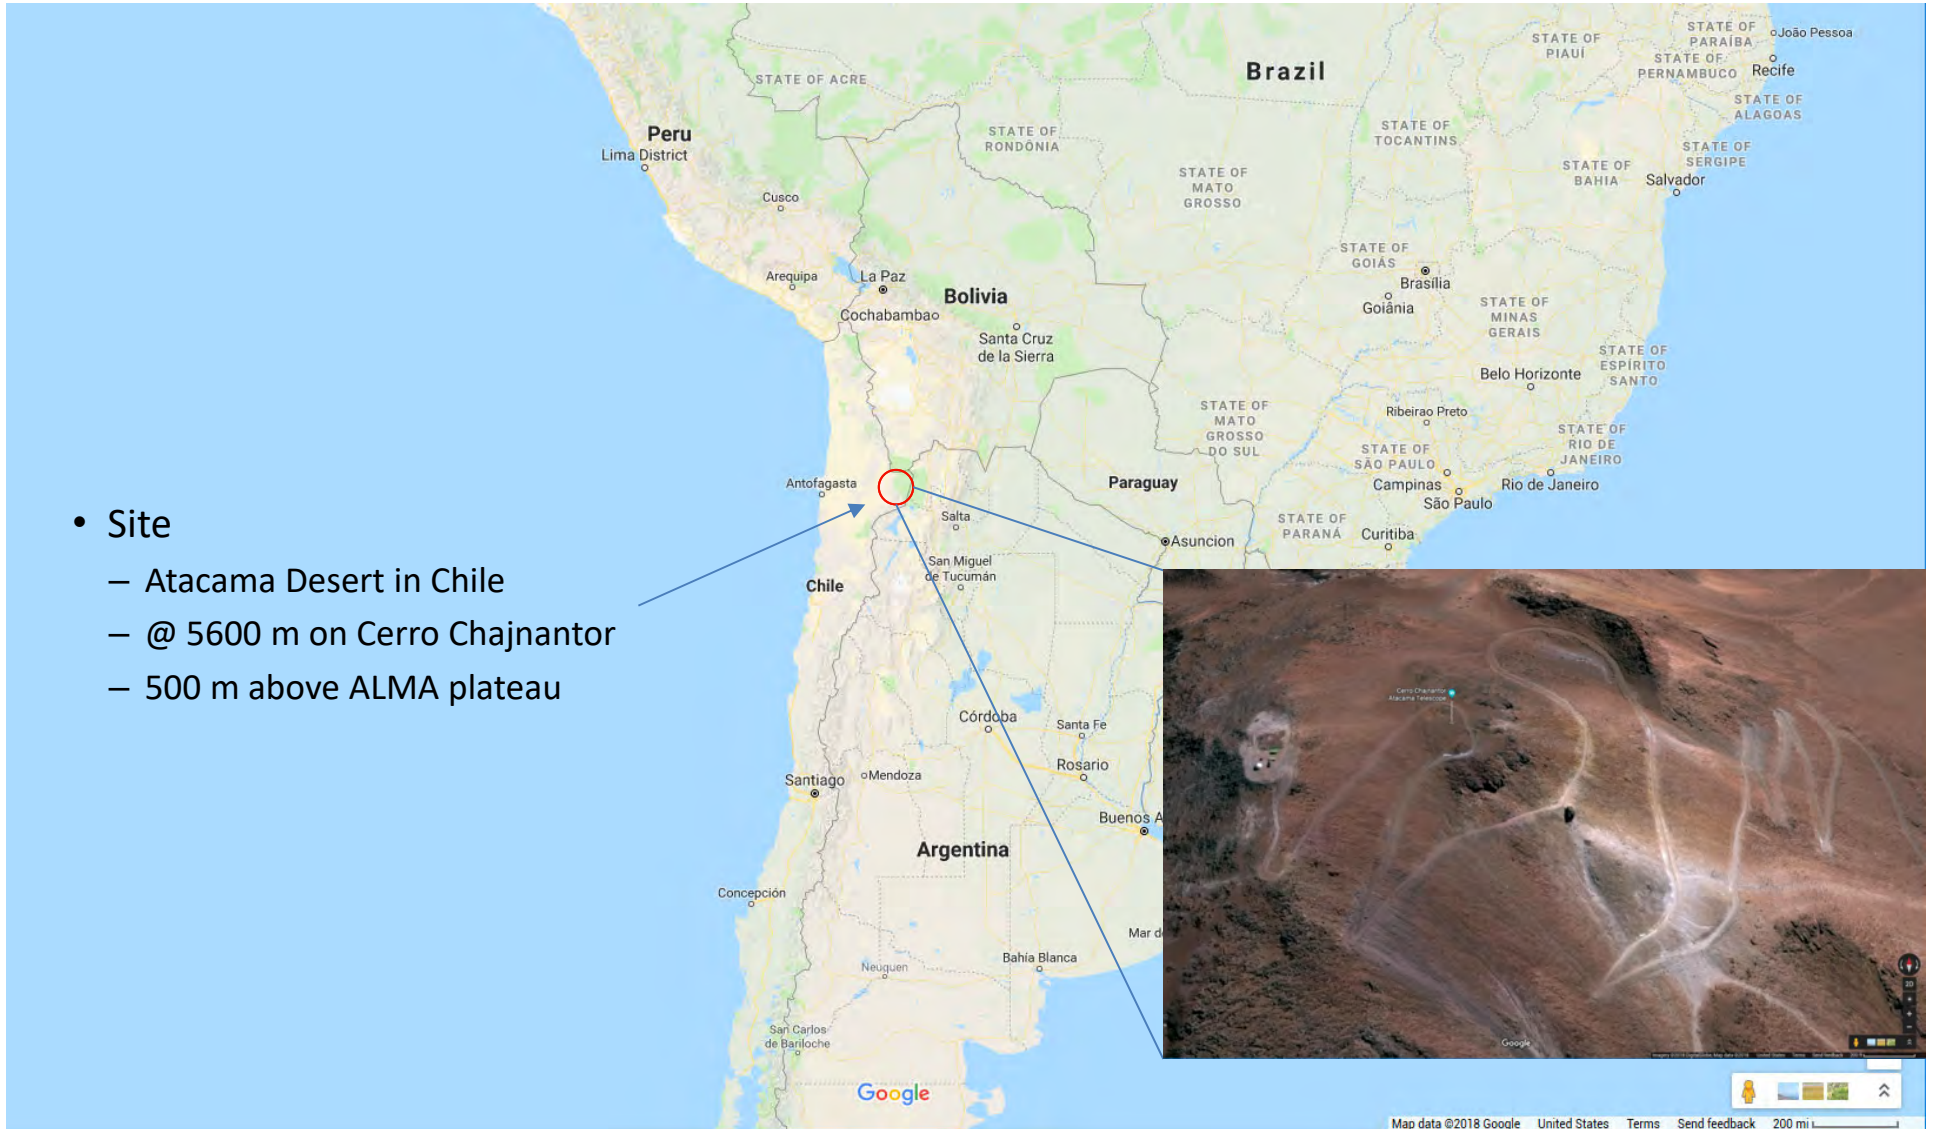 STATE OF
PIAUÍ
STATE OF
PARAÍBA
João Pessoa
STATE OF
PERNAMBUCO
Recife
Brazil
STATE OF ACRE
STATE OF
ALAGOAS
Peru
Lima District
STATE OF
RONDÔNIA
STATE OF
TOCANTINS
STATE OF
SERGIPE
STATE OF
BAHIA
Salvador
STATE OF
MATO
GROSSO
Cusco
STATE OF
GOIÁS
Brasília
Goiânia
Arequipa
La Paz
Bolivia
Cochabamba
STATE OF
MINAS
GERAIS
Santa Cruz
de la Sierra
STATE OF
ESPÍRITO
SANTO
Belo Horizonte
STATE OF
MATO
GROSSO
DO SUL
Ribeirao Preto
STATE OF
RIO DE
JANEIRO
STATE OF
SÃO PAULO
Campinas
São Paulo
Rio de Janeiro
Antofagasta
Paraguay
Salta
STATE OF
PARANÁ
Curitiba
Asuncion
• Site
– Atacama Desert in Chile
– @ 5600 m on Cerro Chajnantor
– 500 m above ALMA plateau
San Miguel
de Tucumán
Chile
Cerro Chajnantor
Atacama Telescope
Córdoba
Santa Fe
Rosario
Santiago
Mendoza
Buenos A
Argentina
Concepción
Mar d
Bahía Blanca
Neuquen
2D
San Carlos
de Bariloche
Google
Google
Map data ©2018 Google United States Terms Send feedback 200 mi